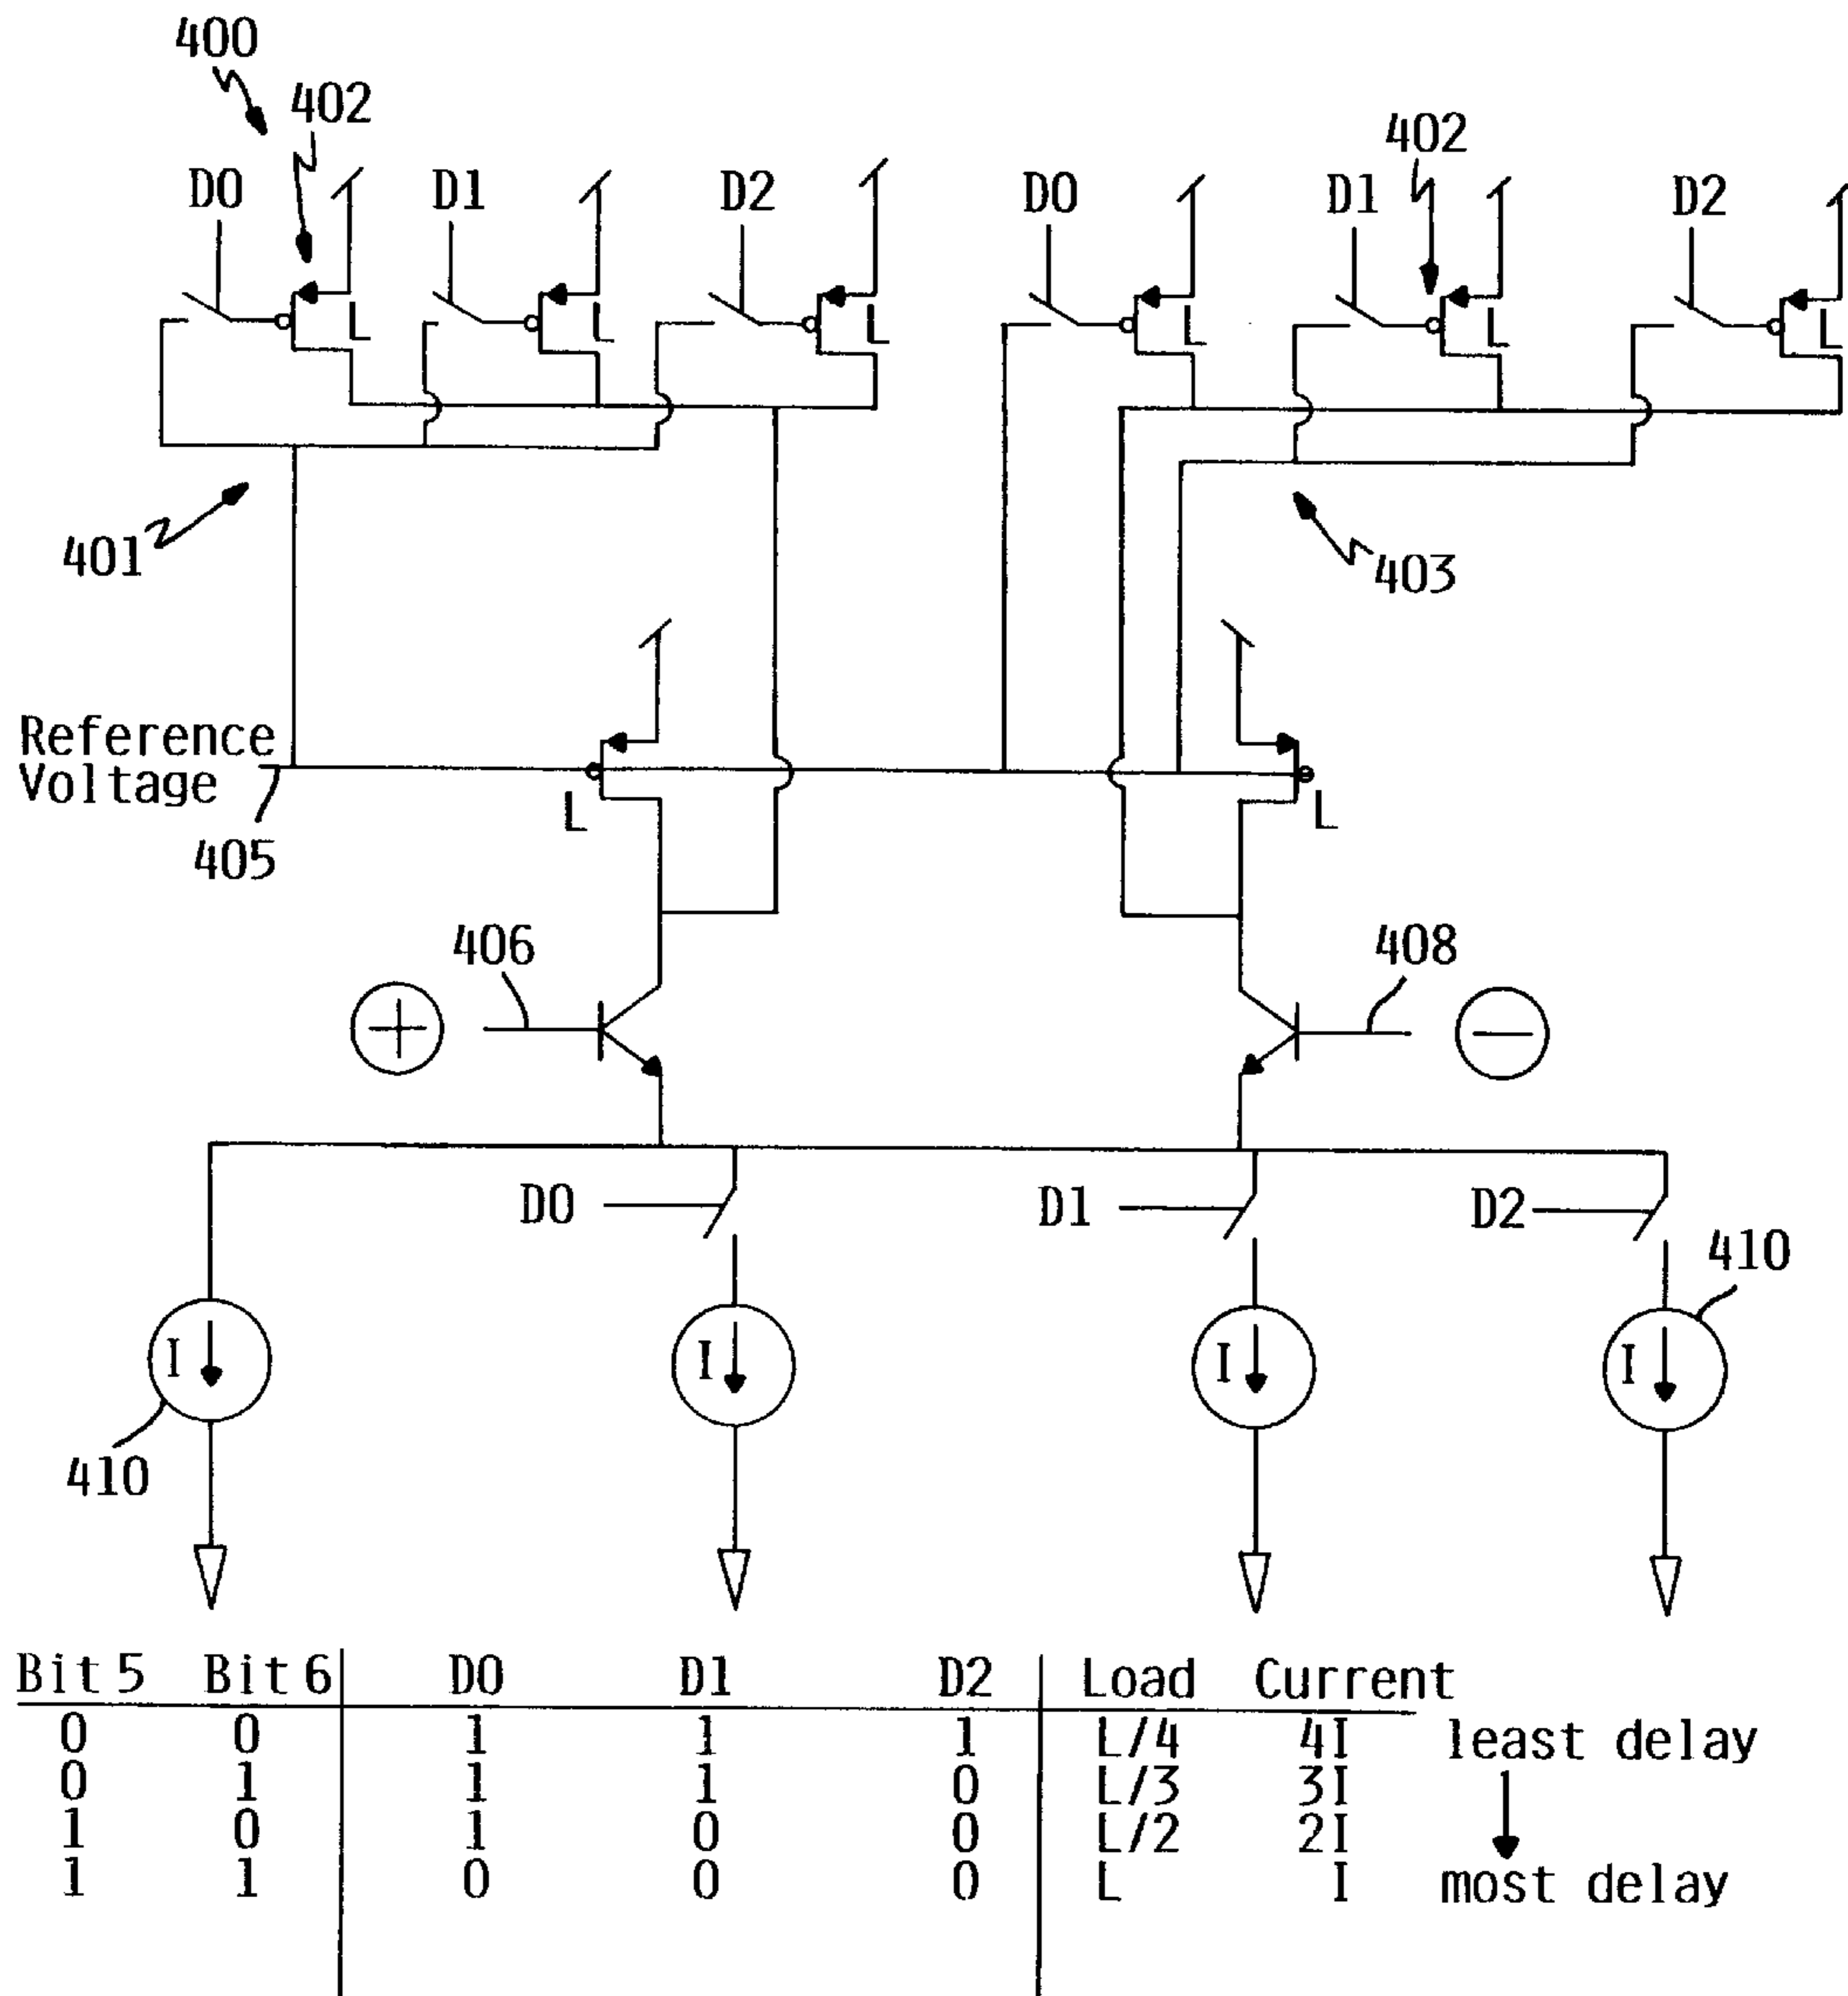 400
402
402
D0 D1 D2 D0 D1 D2
L L L L L L
401
403
Reference
Voltage
L L
405
406
408
+
−
D0 D1 D2
410
I I I I
410
Bit 5 Bit 6 D0 D1 D2 Load Current
0 0 1 1 1 L/4 4I least delay
0 1 1 1 0 L/3 3I
1 0 1 0 0 L/2 2I
1 1 0 0 0 L I most delay